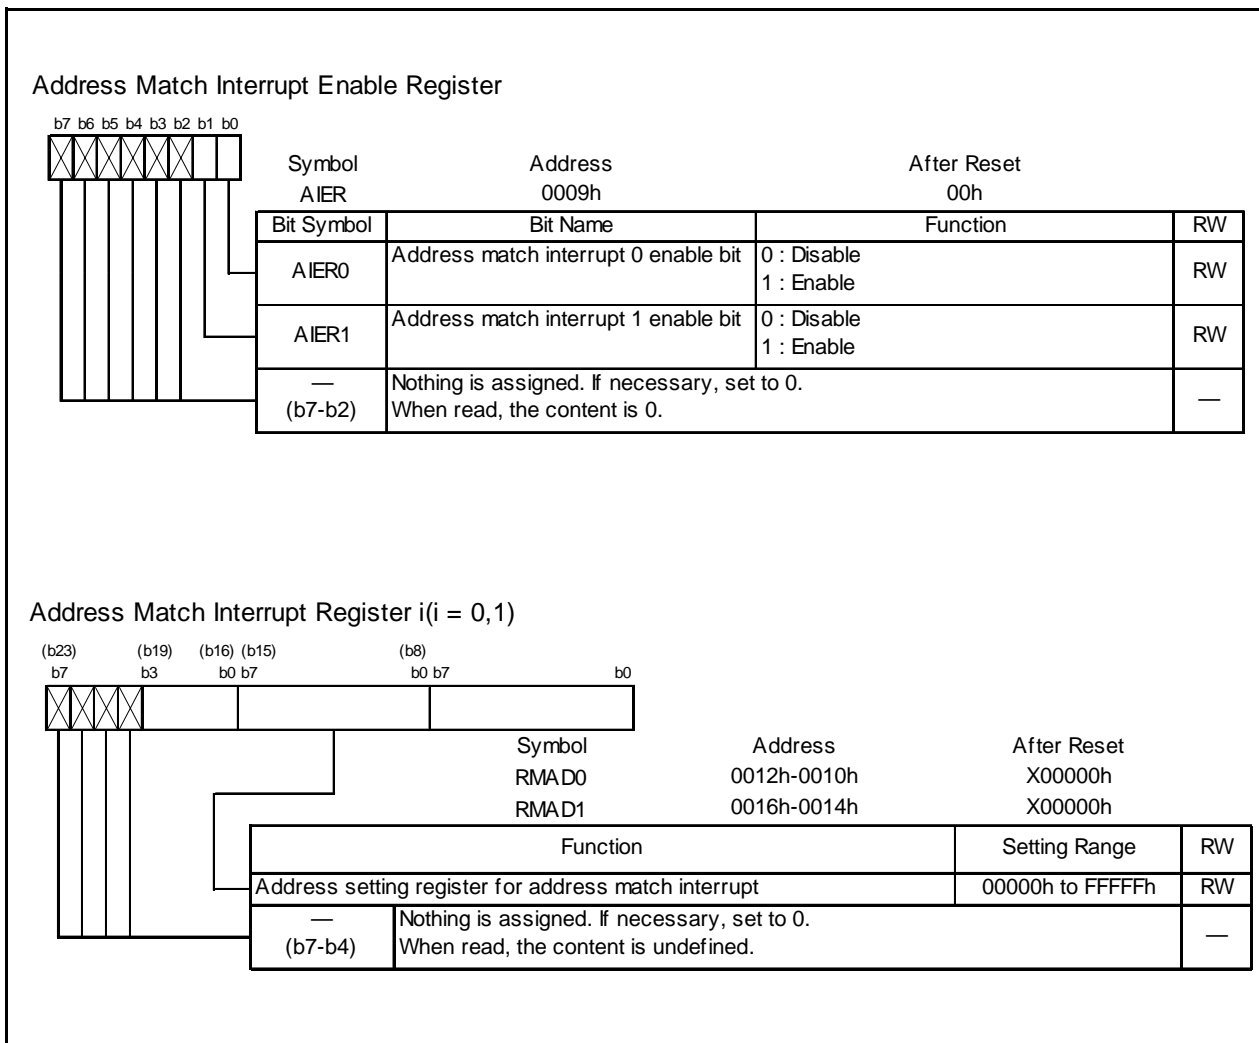 Address Match Interrupt Enable Register
b7 b6 b5 b4 b3 b2 b1 b0
Symbol Address After Reset
AIER 0009h 00h
Bit Symbol Bit Name Function RW
AIER0 Address match interrupt 0 enable bit 0 : Disable RW
1 : Enable
AIER1 Address match interrupt 1 enable bit 0 : Disable RW
1 : Enable
— Nothing is assigned. If necessary, set to 0. —
(b7-b2) When read, the content is 0.
Address Match Interrupt Register i(i = 0,1)
(b23) (b19) (b16) (b15) (b8)
b7 b3 b0 b7 b0 b7 b0
Symbol Address After Reset
RMAD0 0012h-0010h X00000h
RMAD1 0016h-0014h X00000h
Function Setting Range RW
Address setting register for address match interrupt 00000h to FFFFFh RW
— Nothing is assigned. If necessary, set to 0. —
(b7-b4) When read, the content is undefined.